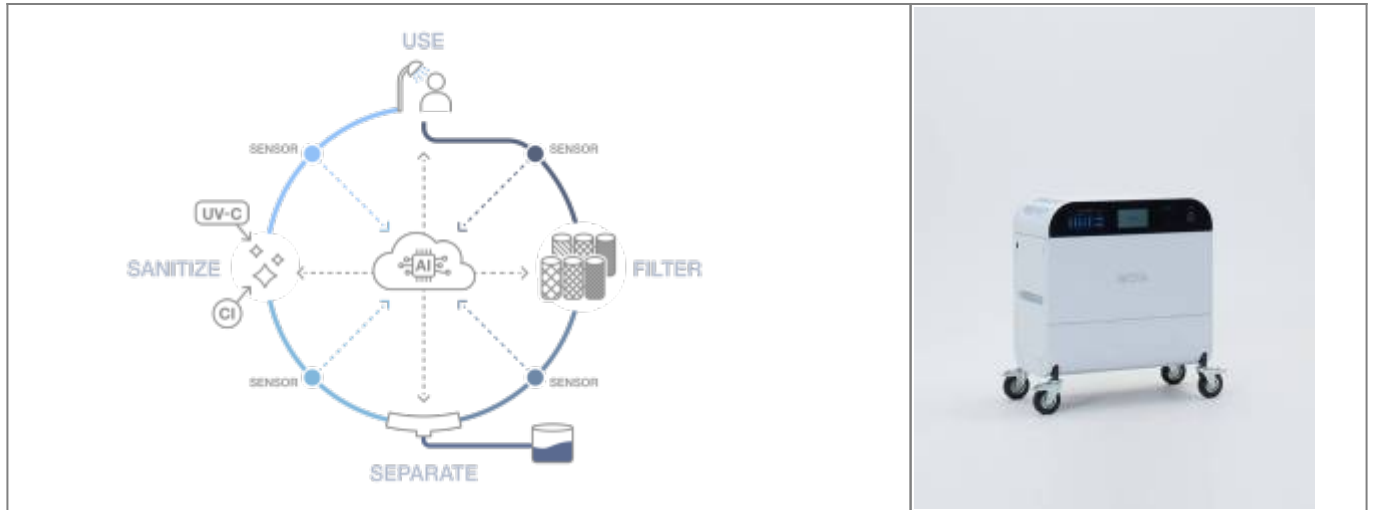 USE
SENSOR
SENSOR
UV-C
AI
SANITIZE
FILTER
Cl
SENSOR
SENSOR
SEPARATE